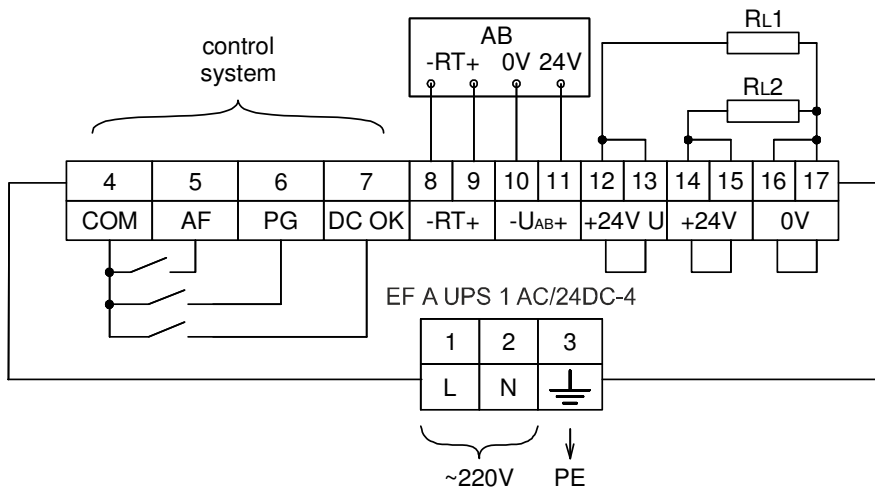 RL1
AB
control
system
-RT+ 0V 24V
RL2
4 5 6 7 8 9 10 11 12 13 14 15 16 17
COM AF PG DC OK -RT+ -UAB+ +24V U +24V 0V
EF A UPS 1 AC/24DC-4
1 2 3
L N
~220V PE